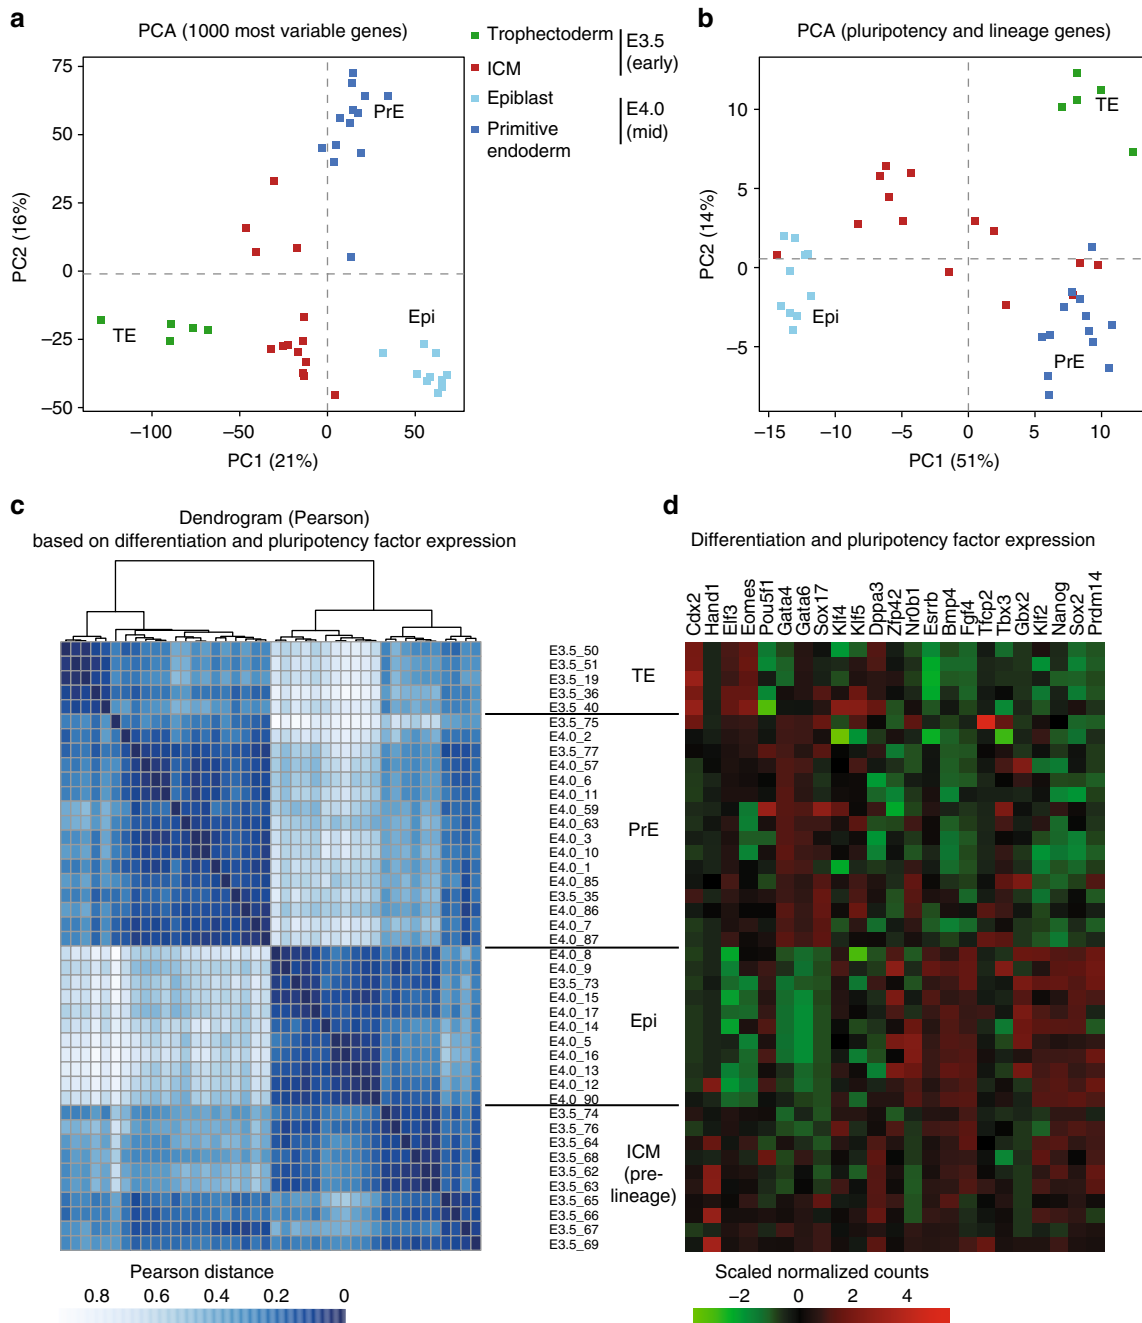 a
PCA (1000 most variable genes)
75
50
25
0
−25
−50
PC2 (16%)
PrE
TE
Epi
−100
−50
0
50
PC1 (21%)
Trophectoderm
ICM
Epiblast
Primitive
endoderm
E3.5
(early)
E4.0
(mid)
b
PCA (pluripotency and lineage genes)
10
5
0
−5
PC2 (14%)
TE
Epi
PrE
−15
−10
−5
0
5
10
PC1 (51%)
c
Dendrogram (Pearson)
based on differentiation and pluripotency factor expression
E3.5_50
E3.5_51
E3.5_19
E3.5_36
E3.5_40
E3.5_75
E4.0_2
E3.5_77
E4.0_57
E4.0_6
E4.0_11
E4.0_59
E4.0_63
E4.0_3
E4.0_10
E4.0_1
E4.0_85
E3.5_35
E4.0_86
E4.0_7
E4.0_87
E4.0_8
E4.0_9
E3.5_73
E4.0_15
E4.0_17
E4.0_14
E4.0_5
E4.0_16
E4.0_13
E4.0_12
E4.0_90
E3.5_74
E3.5_76
E3.5_64
E3.5_68
E3.5_62
E3.5_63
E3.5_65
E3.5_66
E3.5_67
E3.5_69
TE
PrE
Epi
ICM
(pre-
lineage)
Pearson distance
0.8 0.6 0.4 0.2 0
d
Differentiation and pluripotency factor expression
Cdx2
Hand1
Elf3
Eomes
Pou5f1
Gata4
Gata6
Sox17
Klf4
Klf5
Dppa3
Zfp42
Nr0b1
Esrrb
Bmp4
Fgf4
Tfcp2
Tbx3
Gbx2
Klf2
Nanog
Sox2
Prdm14
Scaled normalized counts
−2 0 2 4